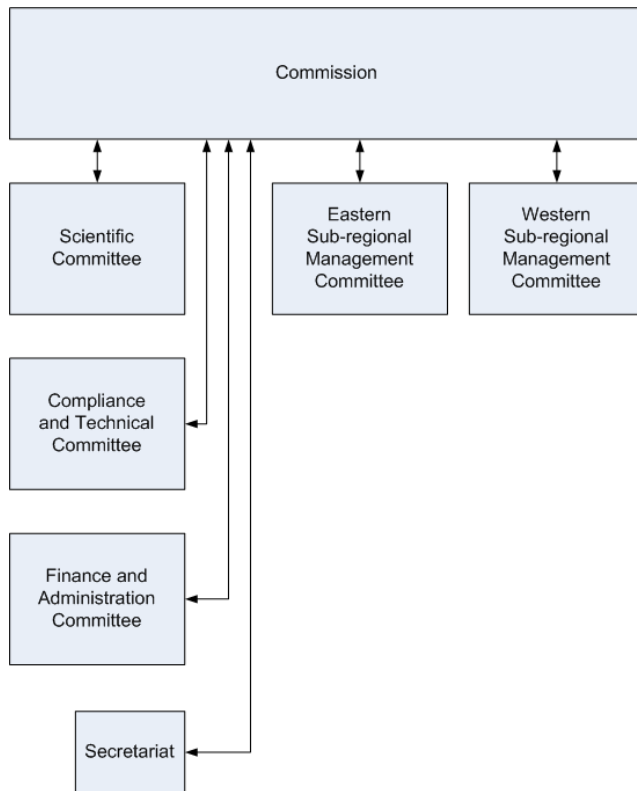 Commission
Scientific
Committee
Eastern
Sub-regional
Management
Committee
Western
Sub-regional
Management
Committee
Compliance
and Technical
Committee
Finance and
Administration
Committee
Secretariat